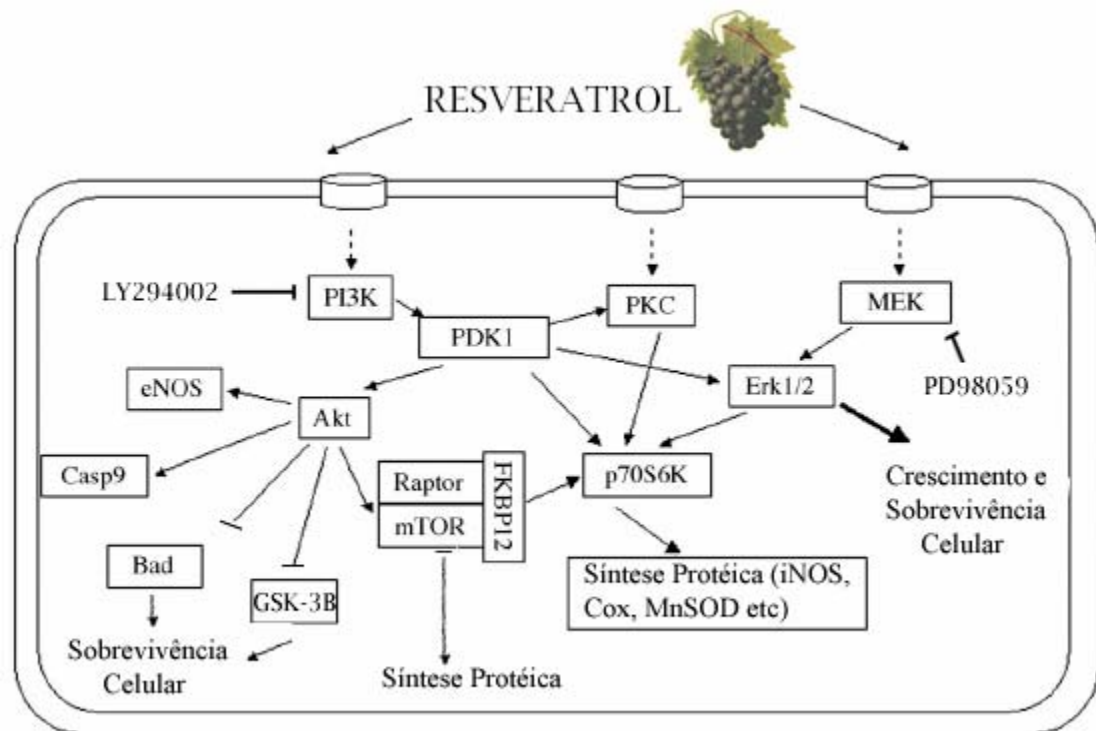 RESVERATROL
LY294002
PI3K
PKC
MEK
PDK1
eNOS
Akt
Erk1/2
PD98059
Casp9
Raptor
mTOR
FKBP12
p70S6K
Crescimento e
Sobrevivência
Celular
Bad
GSK-3B
Síntese Protéica (iNOS,
Cox, MnSOD etc)
Sobrevivência
Celular
Síntese Protéica